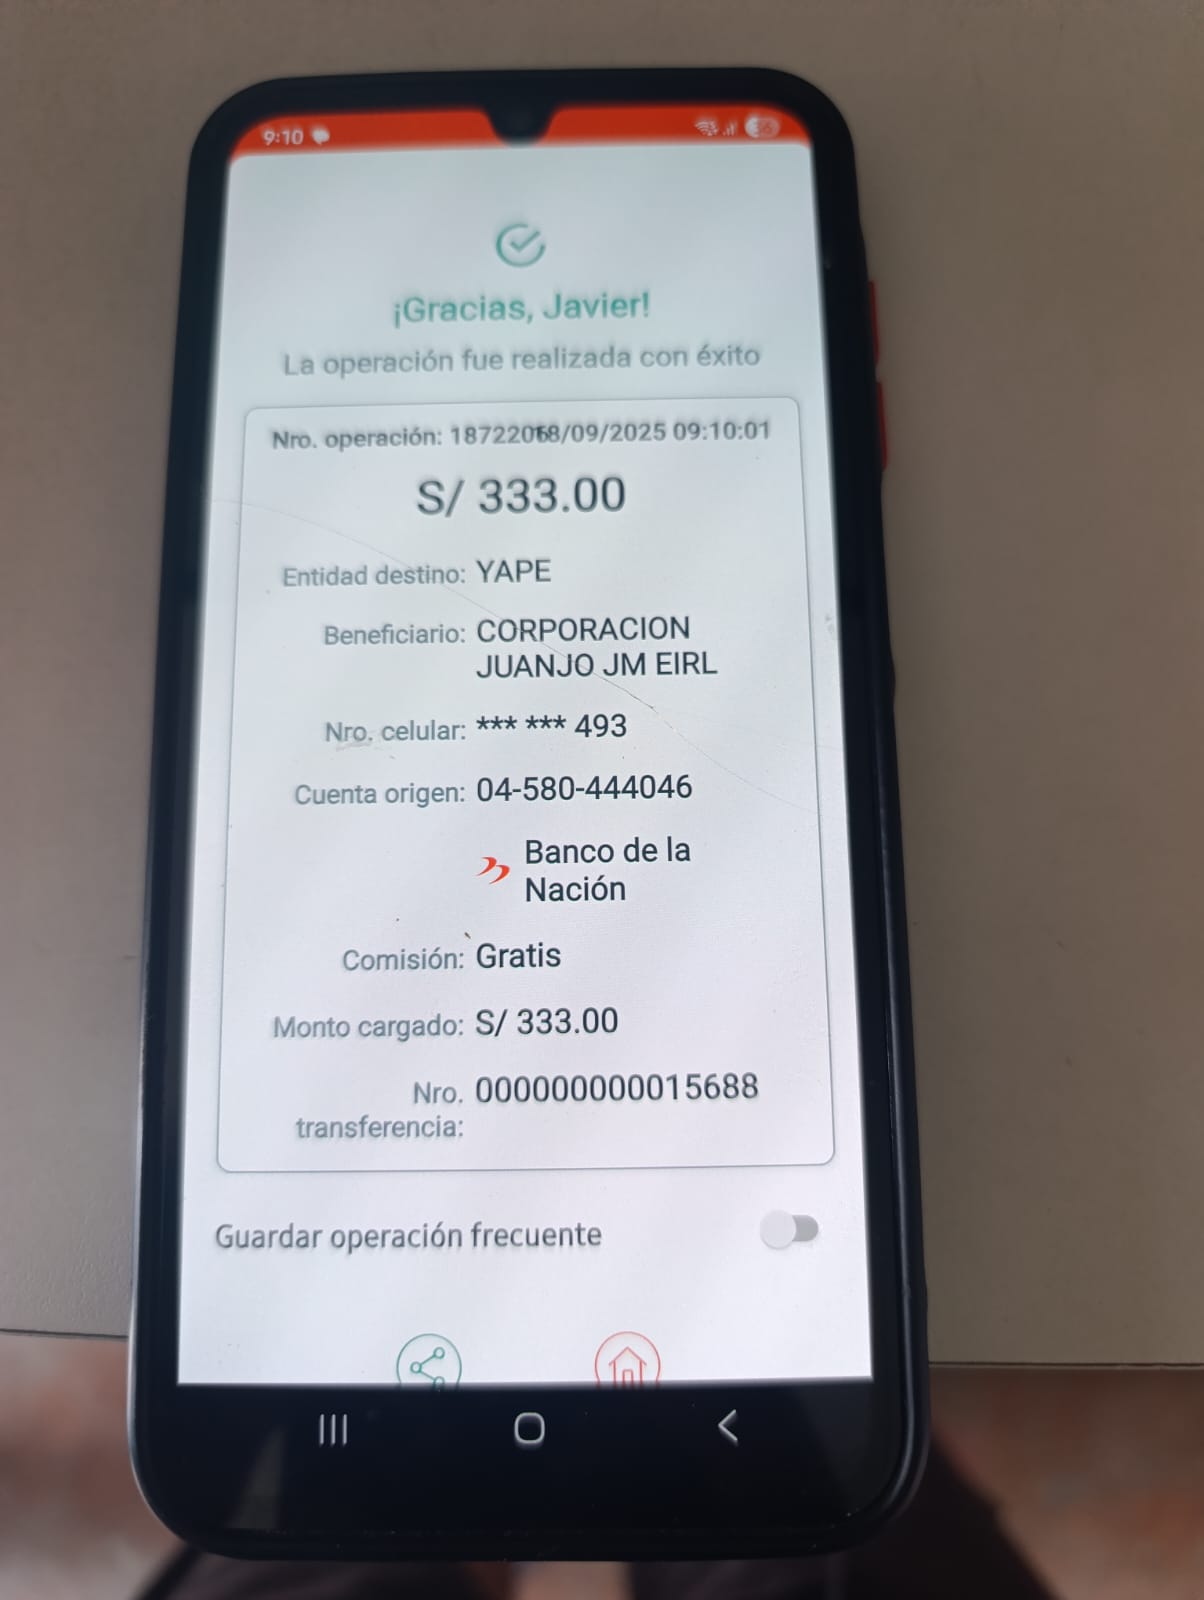 9:10
¡Gracias, Javier!
La operación fue realizada con éxito
Nro. operación: /09/2025 09:10:01
S/ 333.00
Entidad destino: YAPE
Beneficiario: CORPORACION
JUANJO JM EIRL
Nro. celular: *** *** 493
Cuenta origen: 04-580-444046
Banco de la
Nación
Comisión: Gratis
Monto cargado: S/ 333.00
Nro. 000000000015688
transferencia:
Guardar operación frecuente